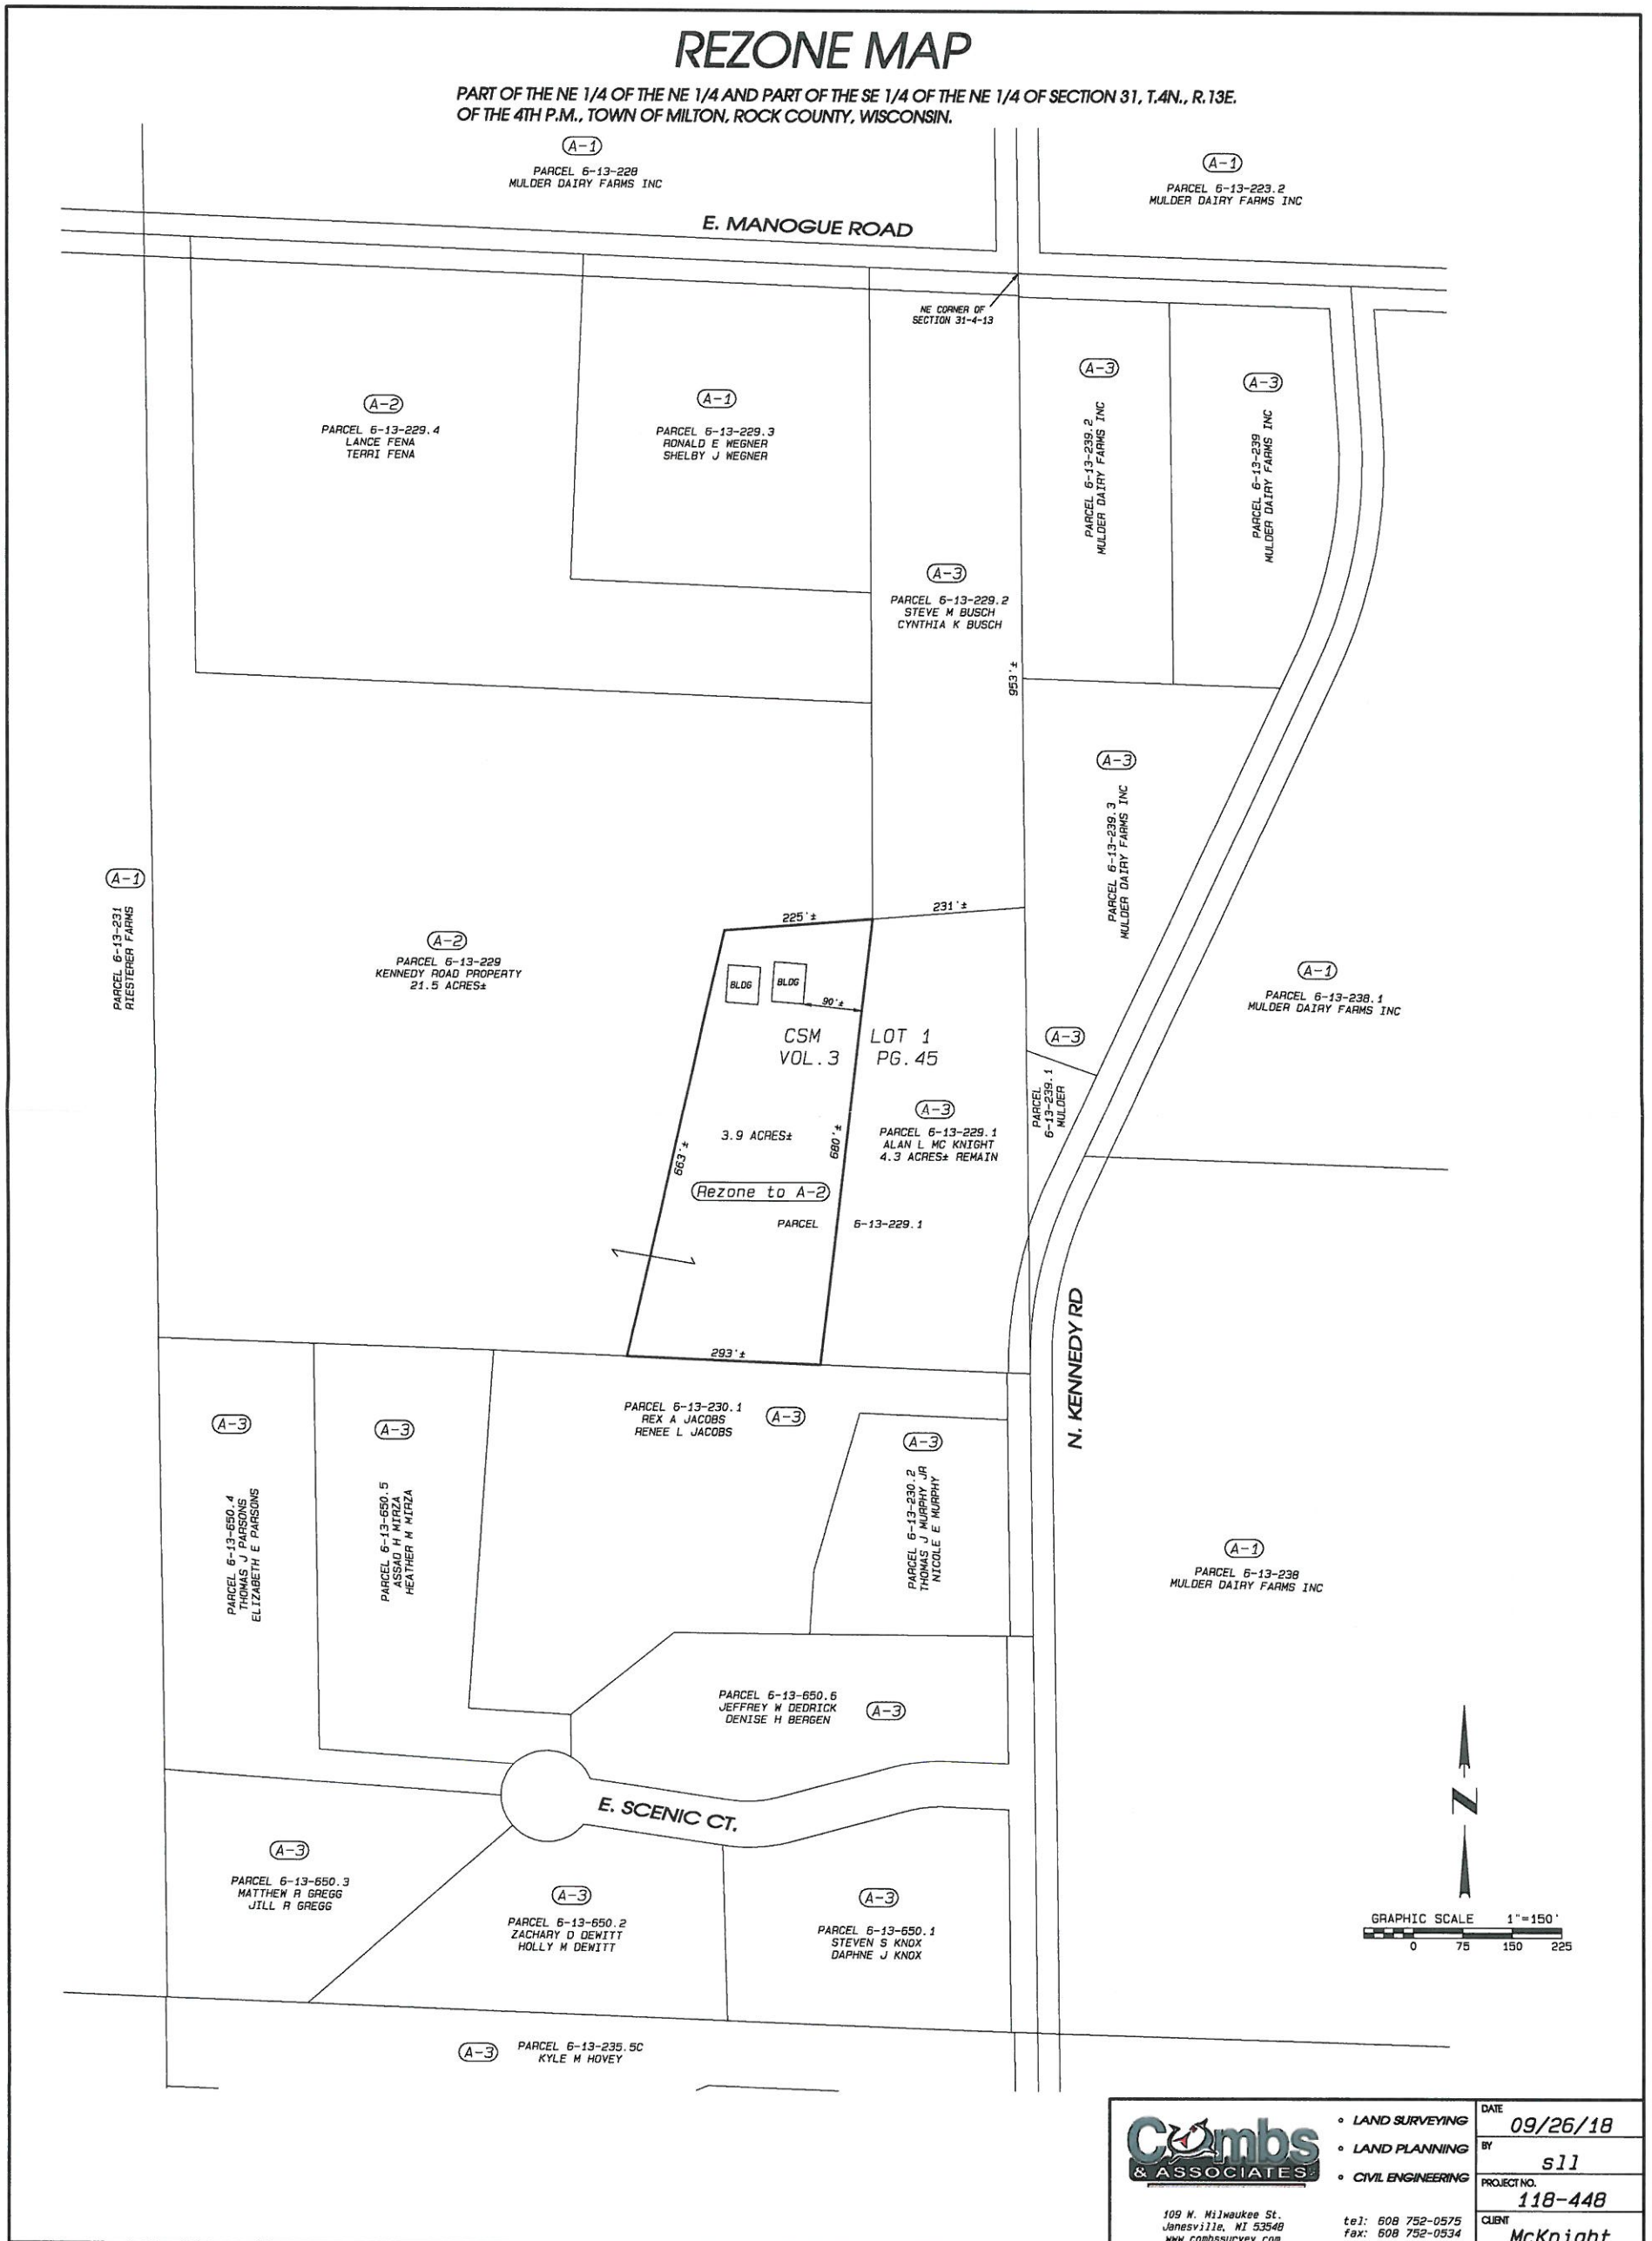 REZONE MAP
PART OF THE NE 1/4 OF THE NE 1/4 AND PART OF THE SE 1/4 OF THE NE 1/4 OF SECTION 31, T.4N., R.13E.
OF THE 4TH P.M., TOWN OF MILTON, ROCK COUNTY, WISCONSIN.
A-1
PARCEL 6-13-228
MULDER DAIRY FARMS INC
A-1
PARCEL 6-13-223.2
MULDER DAIRY FARMS INC
E. MANOGUE ROAD
NE CORNER OF
SECTION 31-4-13
A-2
PARCEL 6-13-229.4
LANCE FENA
TERRI FENA
A-1
PARCEL 6-13-229.3
RONALD E WEGNER
SHELBY J WEGNER
A-3
PARCEL 6-13-239.2
MULDER DAIRY FARMS INC
A-3
PARCEL 6-13-239
MULDER DAIRY FARMS INC
A-3
PARCEL 6-13-229.2
STEVE M BUSCH
CYNTHIA K BUSCH
953'±
A-3
PARCEL 6-13-239.3
MULDER DAIRY FARMS INC
A-1
PARCEL 6-13-231
RIESTERER FARMS
A-2
PARCEL 6-13-229
KENNEDY ROAD PROPERTY
21.5 ACRES±
225'±
231'±
BLDG
BLDG
90'±
CSM LOT 1
VOL.3 PG.45
A-1
PARCEL 6-13-238.1
MULDER DAIRY FARMS INC
A-3
PARCEL
6-13-239.1
MULDER
3.9 ACRES±
663'±
680'±
A-3
PARCEL 6-13-229.1
ALAN L MC KNIGHT
4.3 ACRES± REMAIN
Rezone to A-2
PARCEL 6-13-229.1
293'±
N. KENNEDY RD
A-3
PARCEL 6-13-650.4
THOMAS J PARSONS
ELIZABETH E PARSONS
A-3
PARCEL 6-13-650.5
ASSAD H MIRZA
HEATHER M MIRZA
PARCEL 6-13-230.1
REX A JACOBS
RENEE L JACOBS
A-3
A-3
PARCEL 6-13-230.2
THOMAS J MURPHY JR
NICOLE E MURPHY
A-1
PARCEL 6-13-238
MULDER DAIRY FARMS INC
PARCEL 6-13-650.6
JEFFREY W DEDRICK
DENISE H BERGEN
A-3
E. SCENIC CT.
A-3
PARCEL 6-13-650.3
MATTHEW R GREGG
JILL R GREGG
A-3
PARCEL 6-13-650.2
ZACHARY D DEWITT
HOLLY M DEWITT
A-3
PARCEL 6-13-650.1
STEVEN S KNOX
DAPHNE J KNOX
N
GRAPHIC SCALE 1"=150'
0 75 150 225
A-3
PARCEL 6-13-235.5C
KYLE M HOVEY
Combs
& ASSOCIATES
• LAND SURVEYING
• LAND PLANNING
• CIVIL ENGINEERING
109 W. Milwaukee St.
Janesville, WI 53548
www.combssurvey.com
tel: 608 752-0575
fax: 608 752-0534
DATE
09/26/18
BY
sll
PROJECT NO.
118-448
CLIENT
McKnight